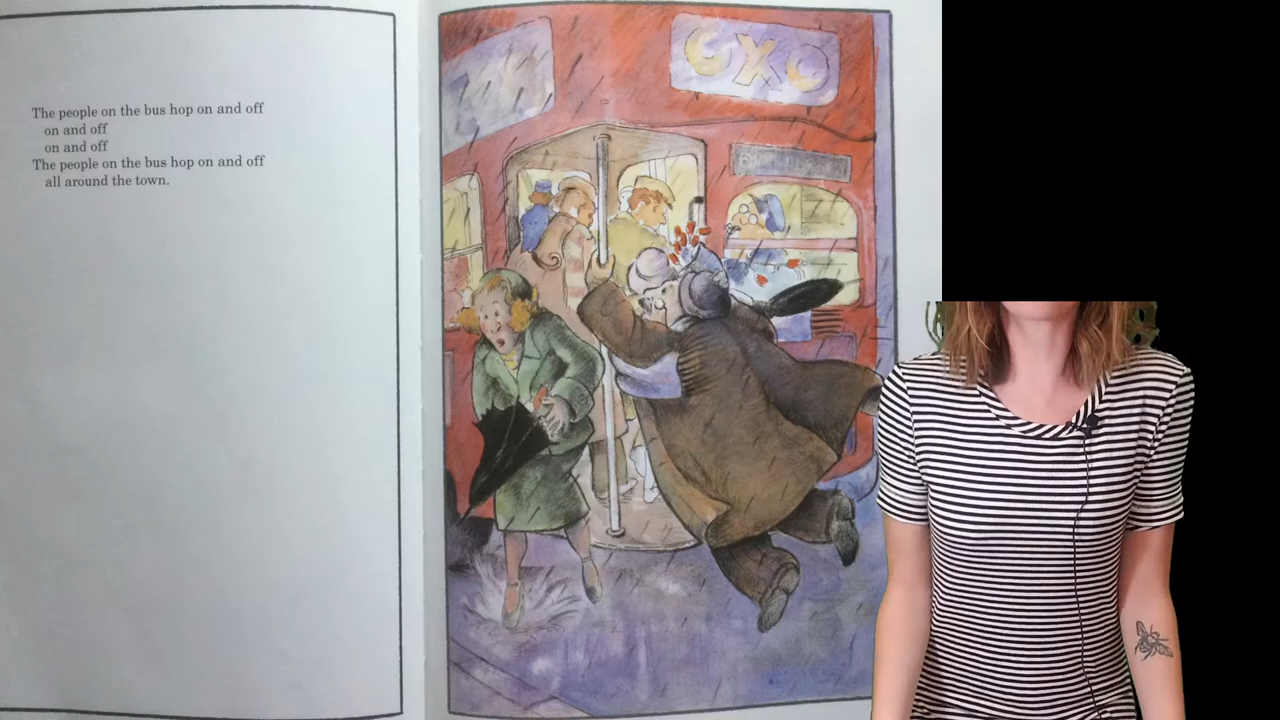 The people on the bus hop on and off
on and off
on and off
The people on the bus hop on and off
all around the town.
OXO